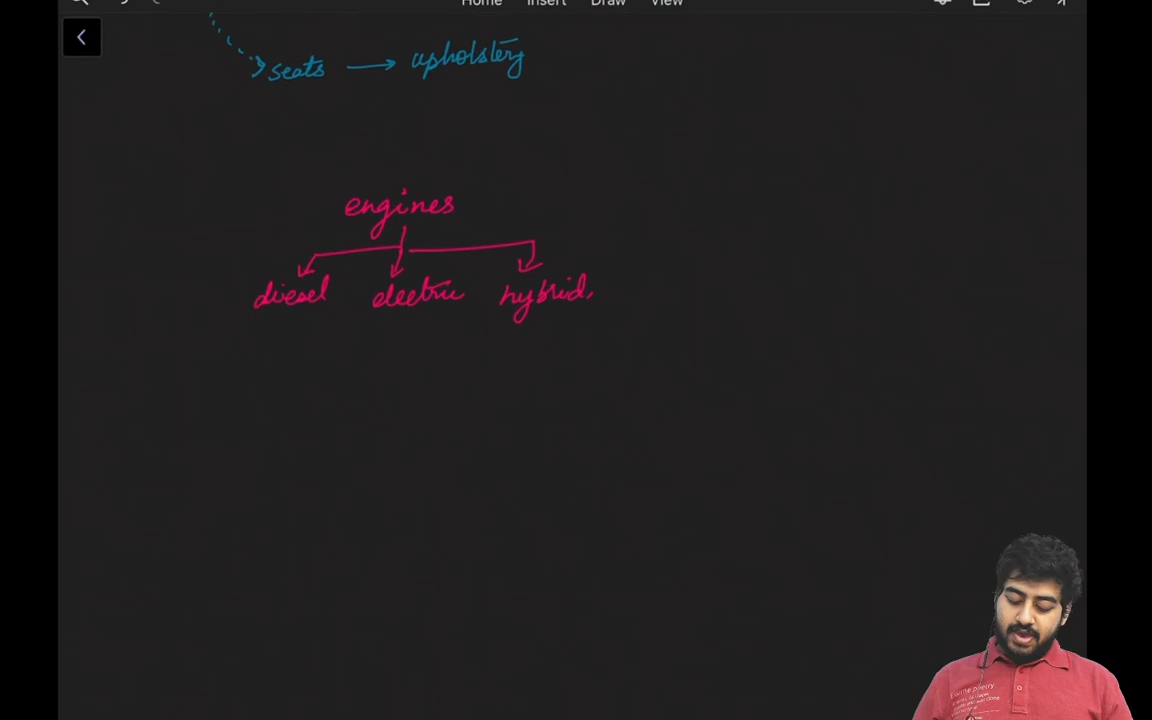 Home Insert Draw View
seats → upholstery
engines
diesel electric hybrid,